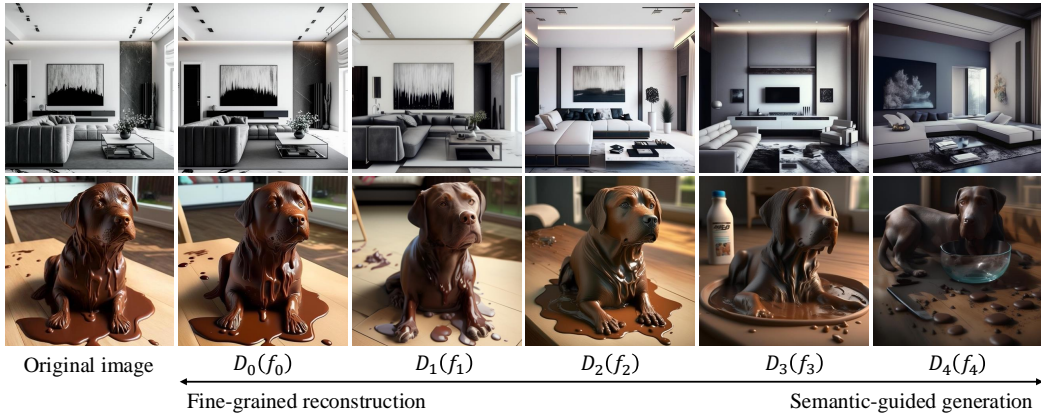 Original image
D₀(f₀)
D₁(f₁)
D₂(f₂)
D₃(f₃)
D₄(f₄)
Fine-grained reconstruction
Semantic-guided generation